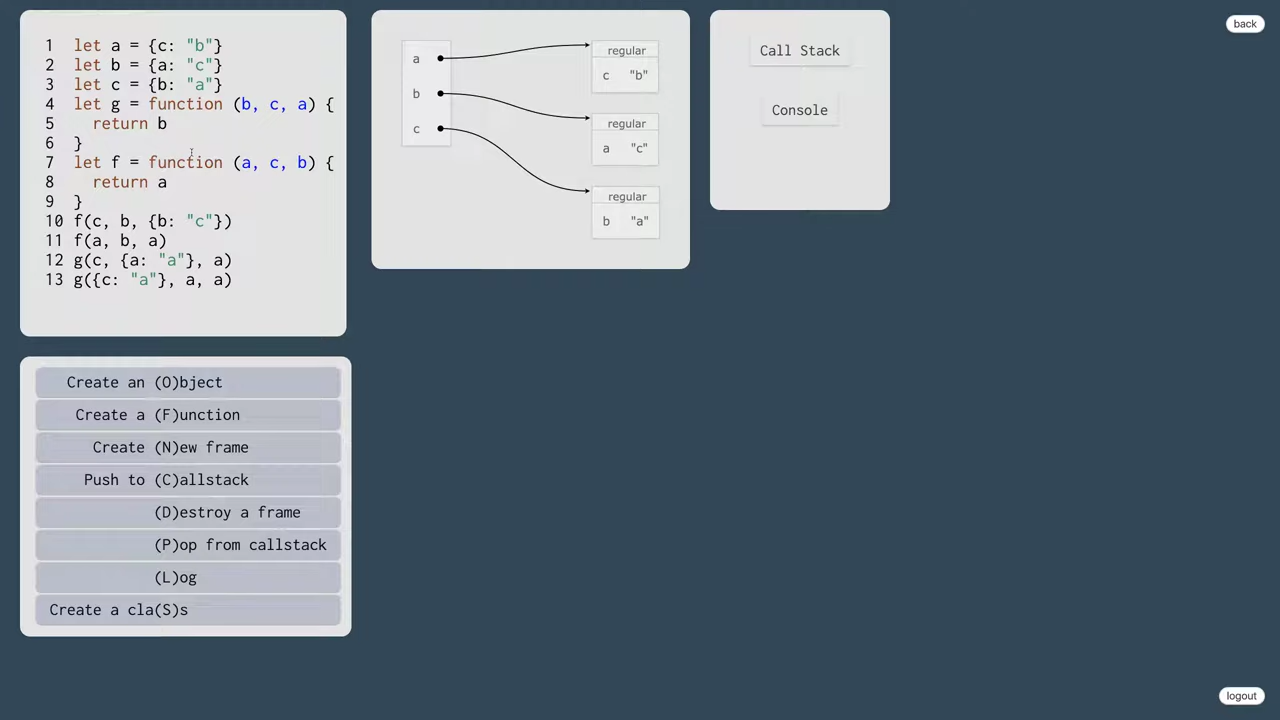 1 let a = {c: "b"}
2 let b = {a: "c"}
3 let c = {b: "a"}
4 let g = function (b, c, a) {
5 return b
6 }
7 let f = function (a, c, b) {
8 return a
9 }
10 f(c, b, {b: "c"})
11 f(a, b, a)
12 g(c, {a: "a"}, a)
13 g({c: "a"}, a, a)
Create an (O)bject
Create a (F)unction
Create (N)ew frame
Push to (C)allstack
(D)estroy a frame
(P)op from callstack
(L)og
Create a cla(S)s
a
b
c
regular
c "b"
regular
a "c"
regular
b "a"
Call Stack
Console
back
logout